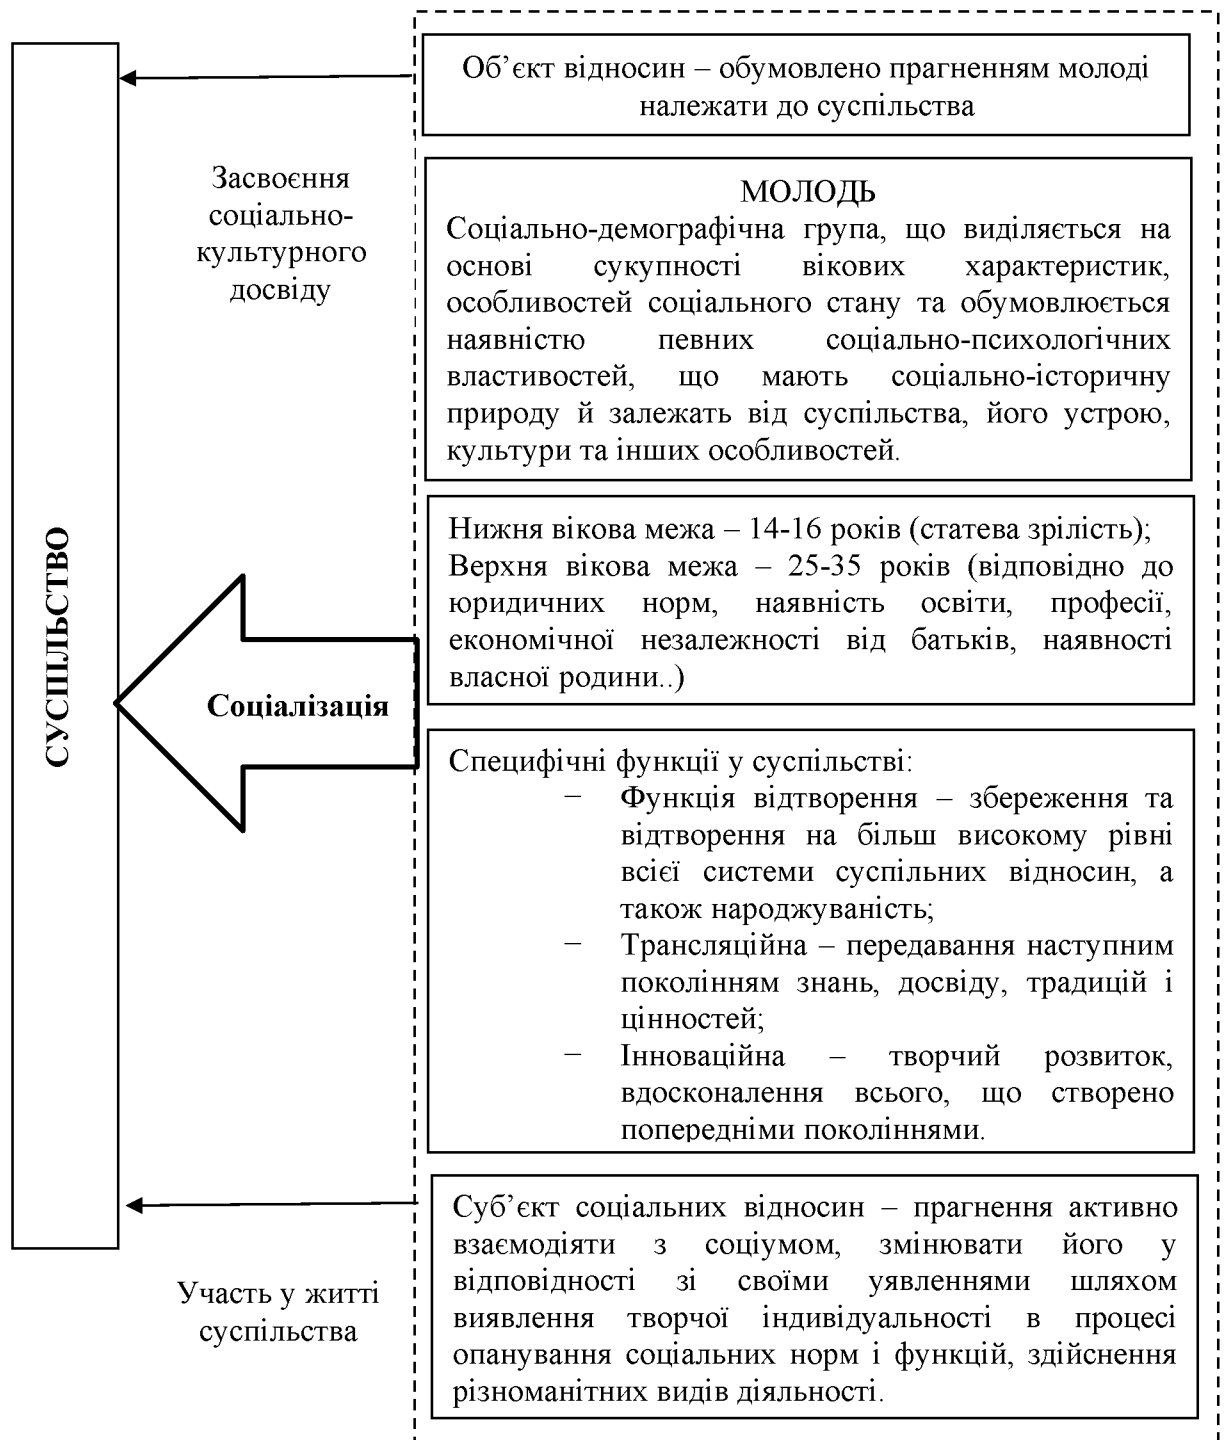 Об’єкт відносин – обумовлено прагненням молоді
належати до суспільства
Засвоєння
соціально-
культурного
досвіду
МОЛОДЬ
Соціально-демографічна група, що виділяється на
основі сукупності вікових характеристик,
особливостей соціального стану та обумовлюється
наявністю певних соціально-психологічних
властивостей, що мають соціально-історичну
природу й залежать від суспільства, його устрою,
культури та інших особливостей.
СУСПІЛЬСТВО
Нижня вікова межа – 14-16 років (статева зрілість);
Верхня вікова межа – 25-35 років (відповідно до
юридичних норм, наявність освіти, професії,
економічної незалежності від батьків, наявності
власної родини..)
Соціалізація
Специфічні функції у суспільстві:
− Функція відтворення – збереження та
відтворення на більш високому рівні
всієї системи суспільних відносин, а
також народжуваність;
− Трансляційна – передавання наступним
поколінням знань, досвіду, традицій і
цінностей;
− Інноваційна – творчий розвиток,
вдосконалення всього, що створено
попередніми поколіннями.
Суб’єкт соціальних відносин – прагнення активно
взаємодіяти з соціумом, змінювати його у
відповідності зі своїми уявленнями шляхом
виявлення творчої індивідуальності в процесі
опанування соціальних норм і функцій, здійснення
різноманітних видів діяльності.
Участь у житті
суспільства